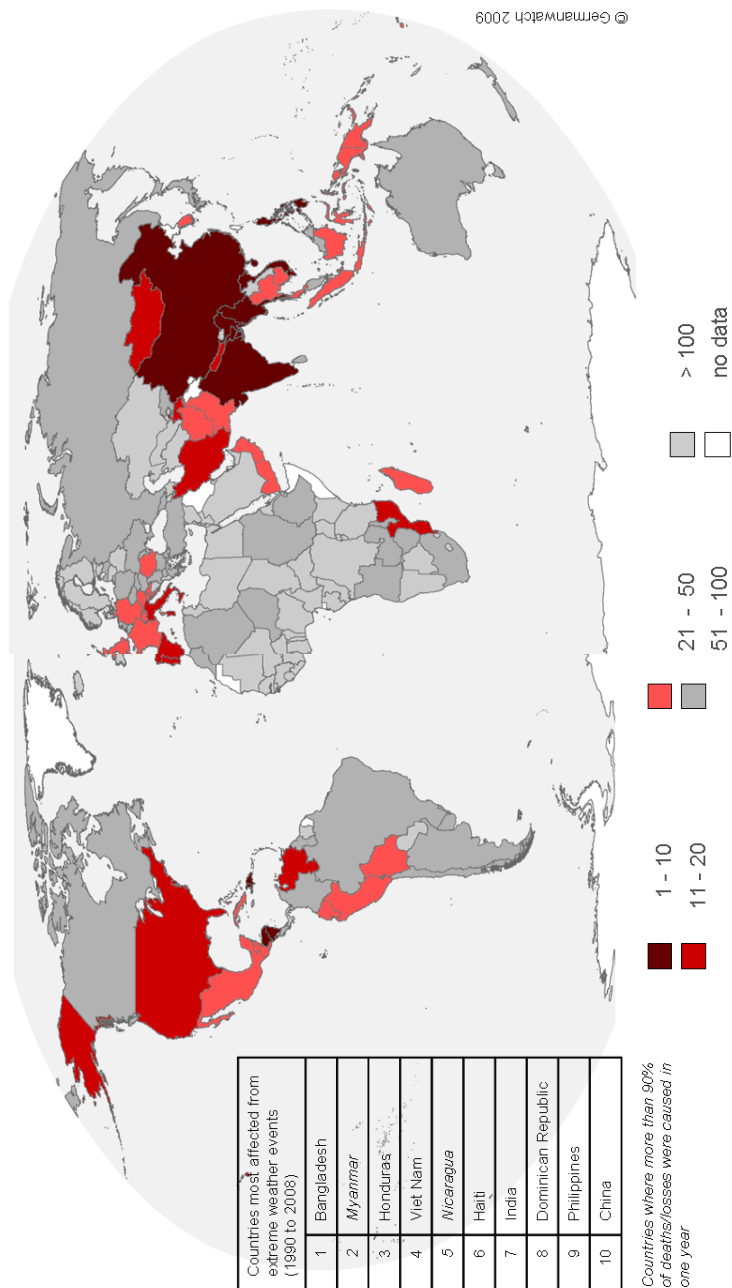 © Germanwatch 2009
Countries most affected from
extreme weather events
(1990 to 2008)
1 Bangladesh
2 Myanmar
3 Honduras
4 Viet Nam
5 Nicaragua
6 Haiti
7 India
8 Dominican Republic
9 Philippines
10 China
Countries where more than 90%
of deaths/losses were caused in
one year
1 - 10
11 - 20
21 - 50
51 - 100
> 100
no data